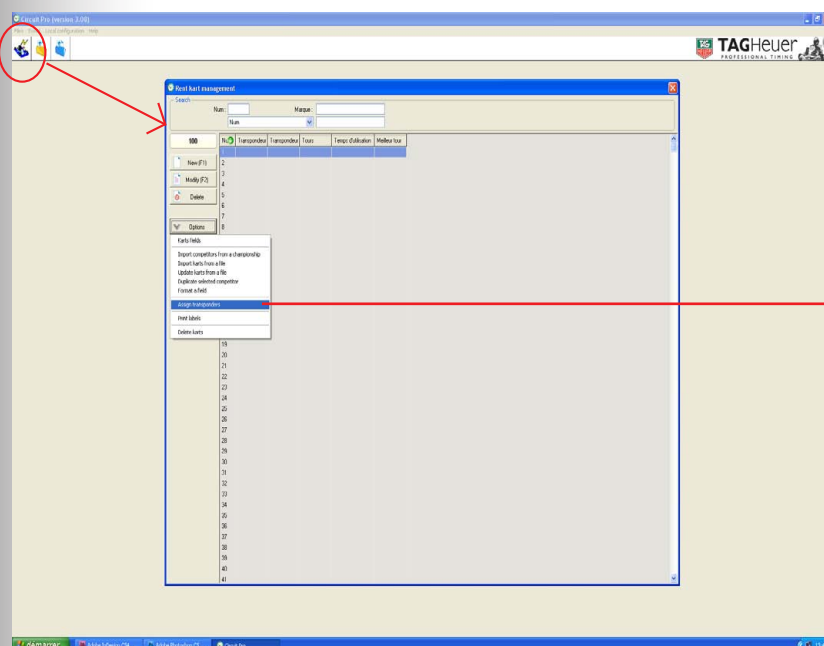 Circuit Pro (version 3.00)
Local configuration Help
TAGHeuer
PROFESSIONAL TIMING
Rent kart management
Search
Num : Marque :
Num
100
Transpondeur Transpondeur Tours Temps d'utilisation Meilleur tour
1
New (F1) 2
3
Modify (F2) 4
Delete 5
6
7
Options 8
Karts fields
Import competitors from a championship
Import karts from a file
Update karts from a file
Duplicate selected competitor
Format a field
Assign transponders
Print labels
Delete karts
19
20
21
22
23
24
25
26
27
28
29
30
31
32
33
34
35
36
37
38
39
40
41
démarrer
Circuit Pro